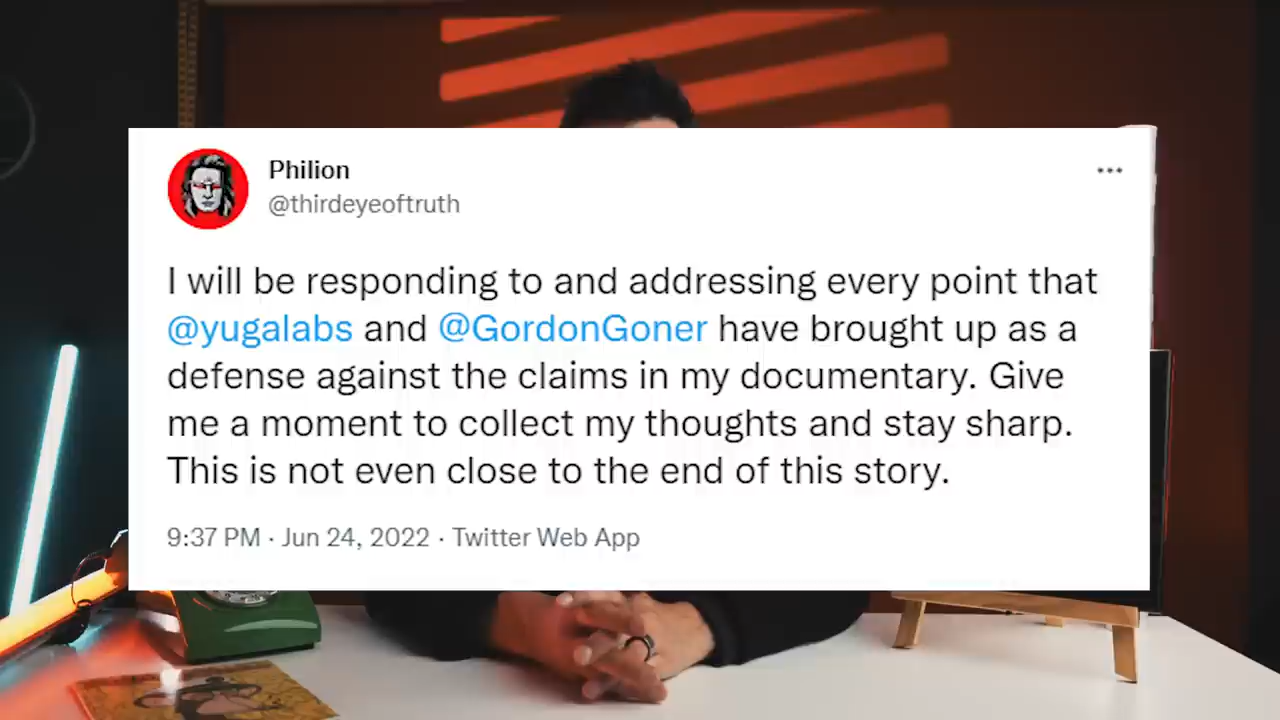 Philion
@thirdeyeoftruth
I will be responding to and addressing every point that
@yugalabs and @GordonGoner have brought up as a
defense against the claims in my documentary. Give
me a moment to collect my thoughts and stay sharp.
This is not even close to the end of this story.
9:37 PM · Jun 24, 2022 · Twitter Web App